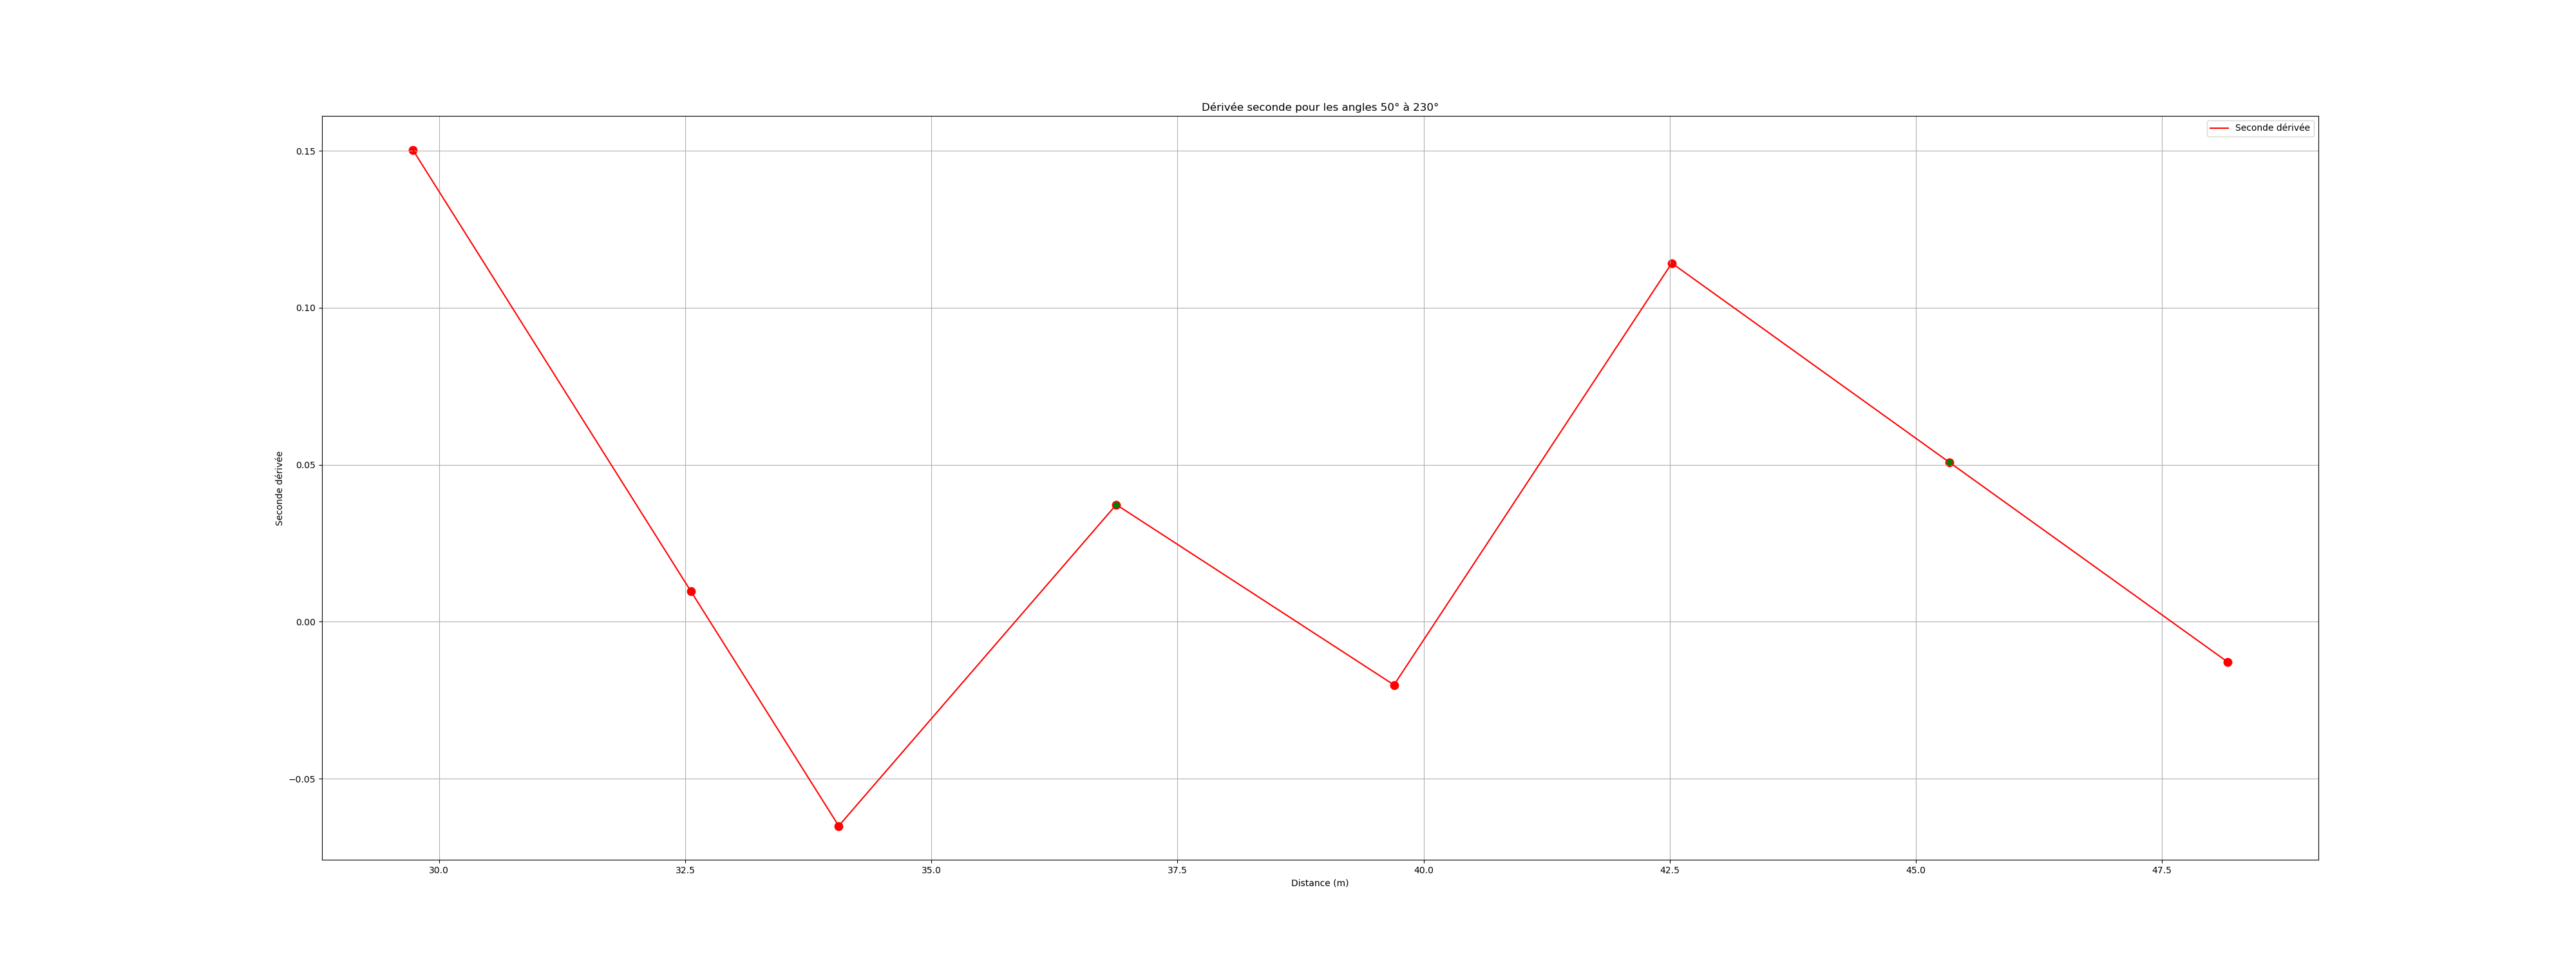 Dérivée seconde pour les angles 50° à 230°
Seconde dérivée
0.15
0.10
0.05
0.00
−0.05
Seconde dérivée
30.0 32.5 35.0 37.5 40.0 42.5 45.0 47.5
Distance (m)